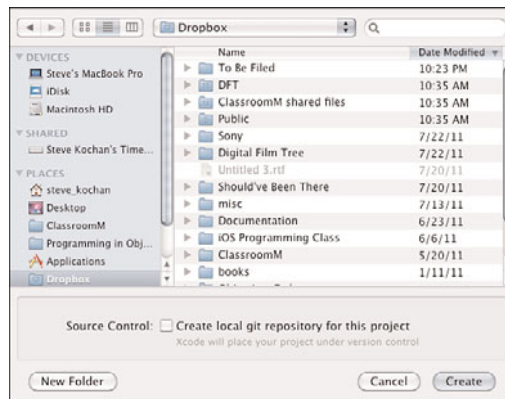 Dropbox
Name Date Modified
DEVICES
Steve's MacBook Pro
iDisk
Macintosh HD
SHARED
Steve Kochan's Time...
PLACES
steve_kochan
Desktop
ClassroomM
Programming in Obj...
Applications
Dropbox
To Be Filed 10:23 PM
DFT 10:35 AM
ClassroomM shared files 10:35 AM
Public 10:35 AM
Sony 7/22/11
Digital Film Tree 7/22/11
Untitled 3.rtf 7/20/11
Should've Been There 7/20/11
misc 7/13/11
Documentation 6/23/11
iOS Programming Class 6/6/11
ClassroomM 5/20/11
books 1/11/11
Source Control: Create local git repository for this project
Xcode will place your project under version control
New Folder Cancel Create